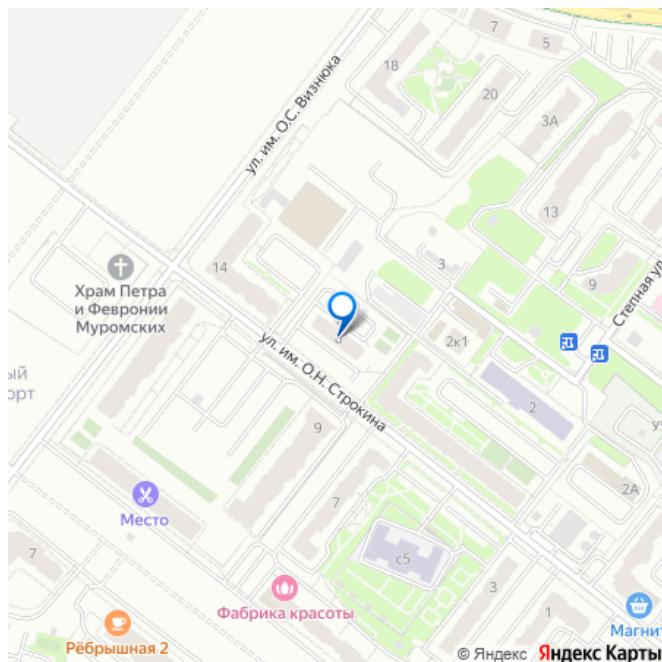 7
5
18
20
3А
13
ул. им. О.С. Визнюка
3
9
Степная ул.
14
Храм Петра
и Февронии
Муромских
ул. им. О.Н. Строкина
2к1
2
9
2А
7
Место
с5
7
3
1
Фабрика красоты
Рёбрышная 2
Магнит
© Яндекс Яндекс Карты